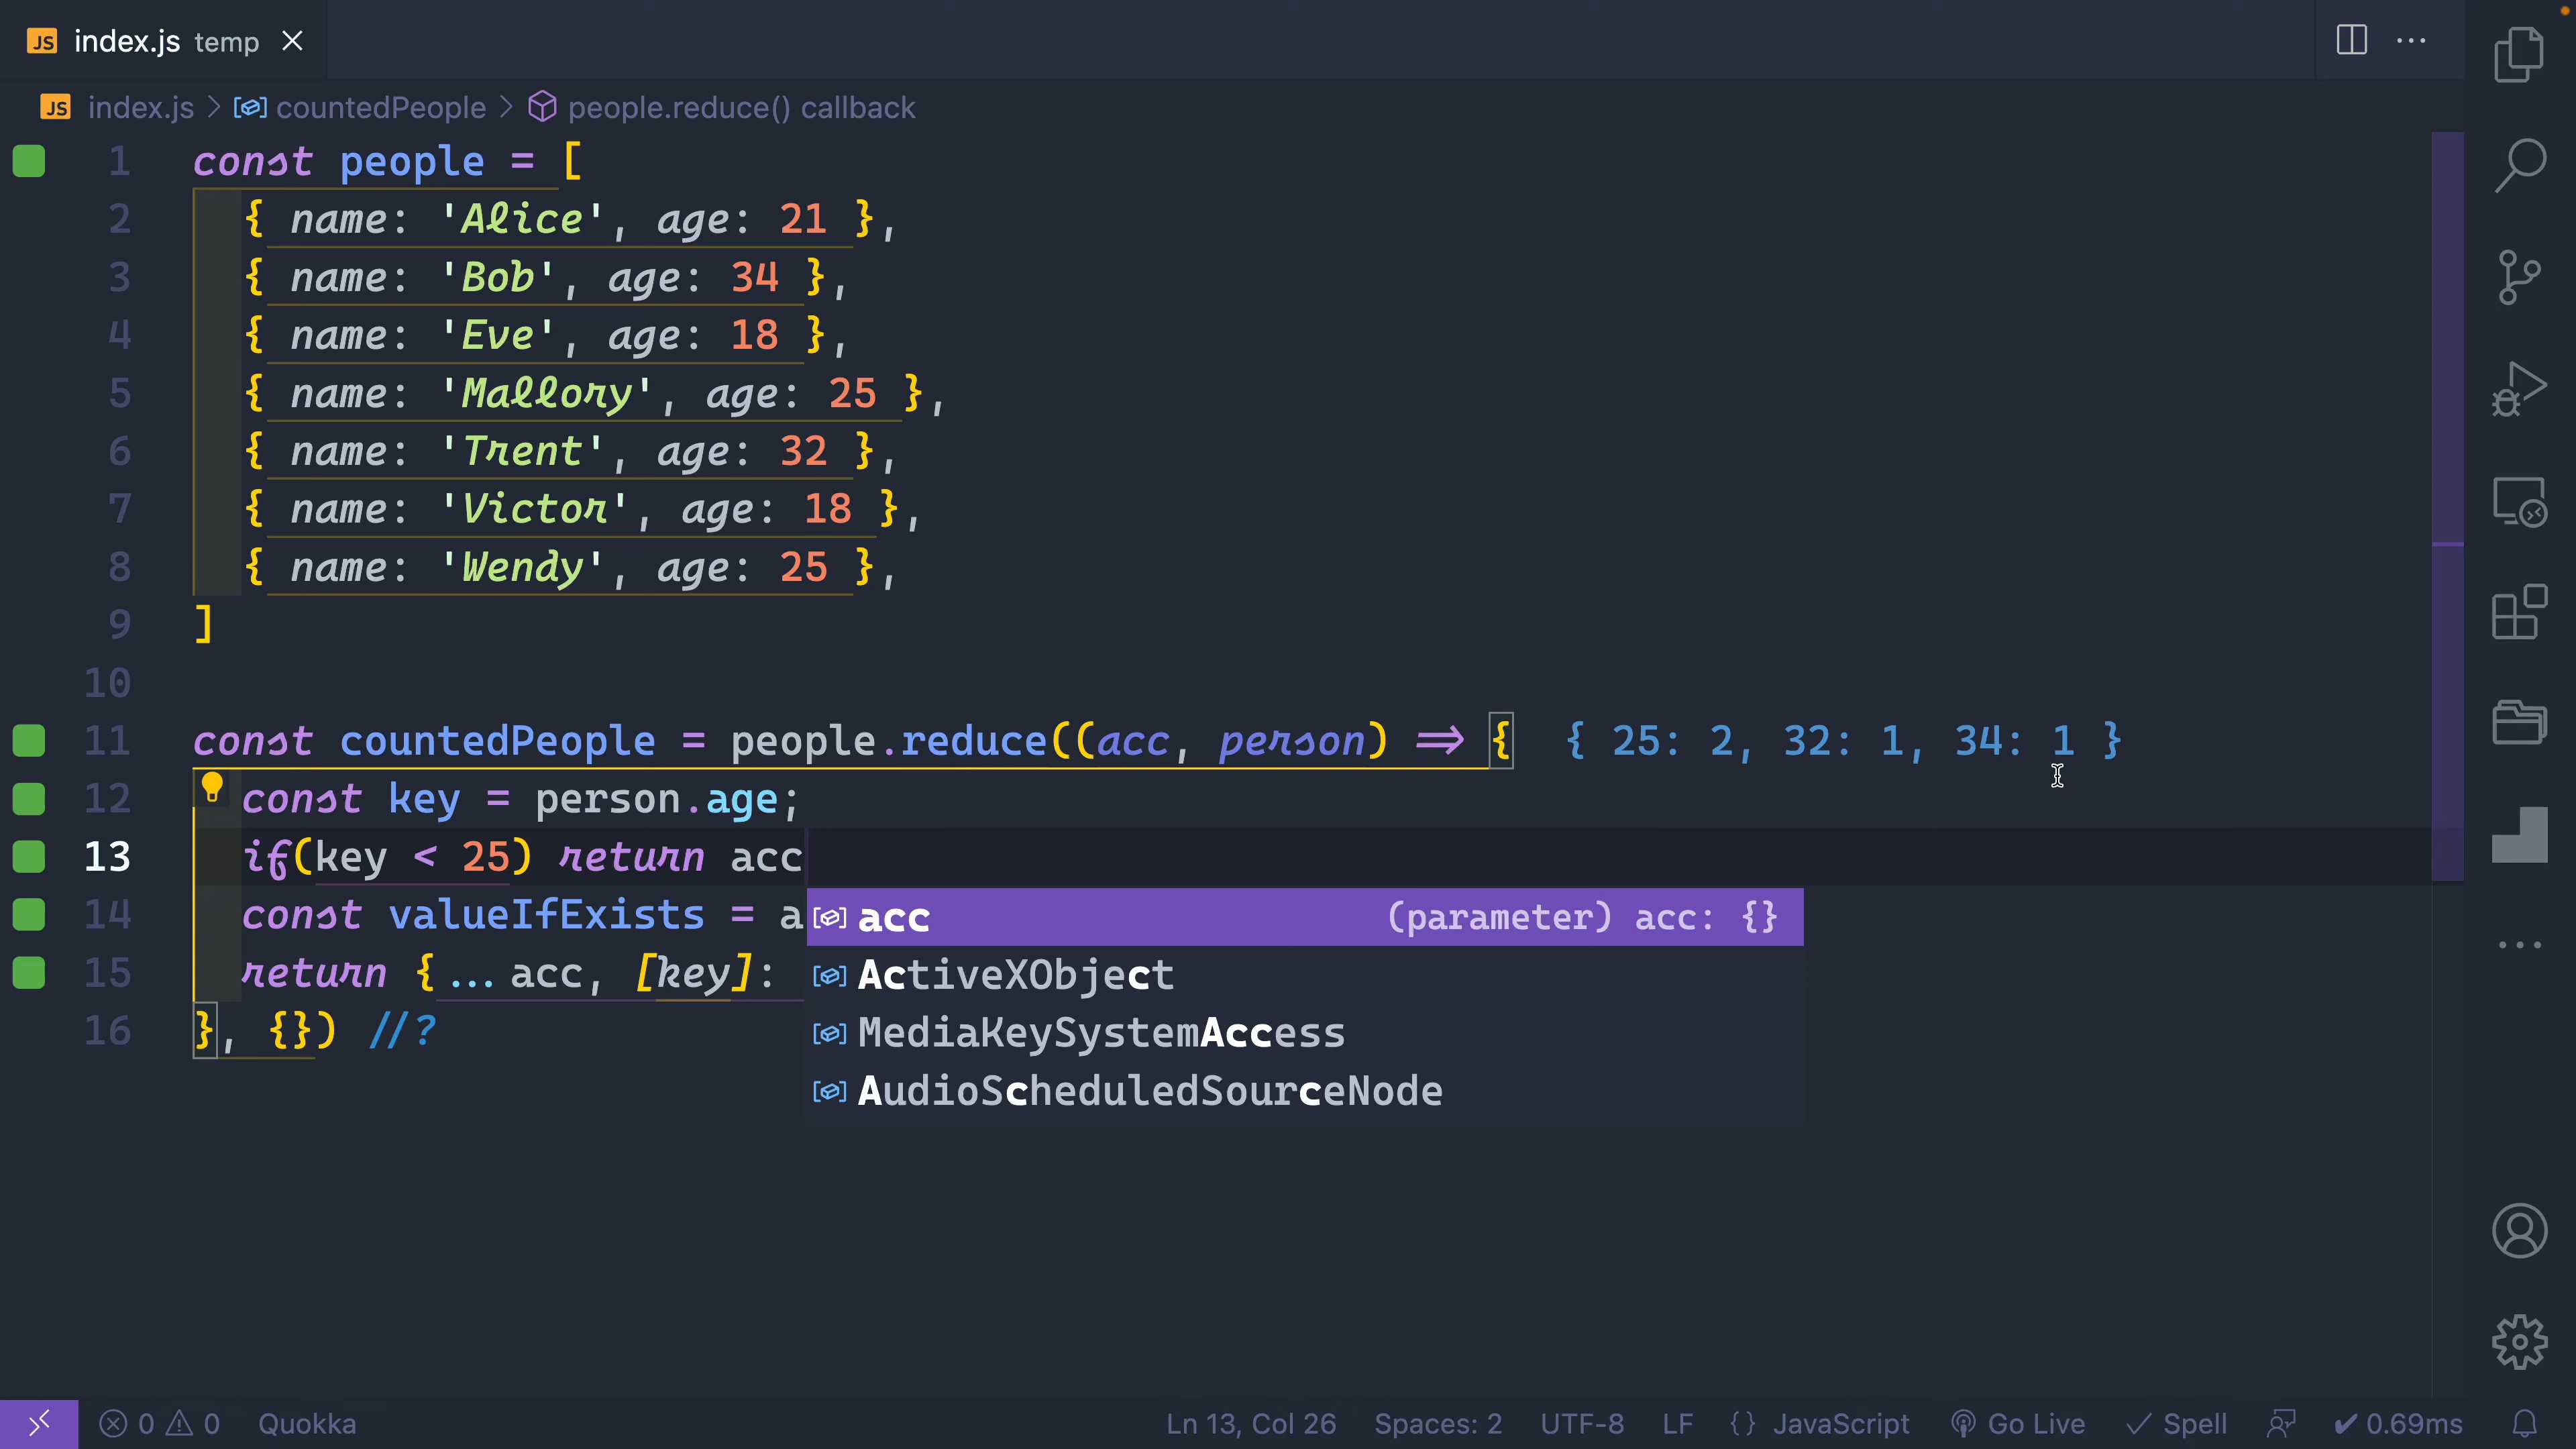 JS index.js temp
JS index.js > countedPeople > people.reduce() callback
1 const people = [
2 { name: 'Alice', age: 21 },
3 { name: 'Bob', age: 34 },
4 { name: 'Eve', age: 18 },
5 { name: 'Mallory', age: 25 },
6 { name: 'Trent', age: 32 },
7 { name: 'Victor', age: 18 },
8 { name: 'Wendy', age: 25 },
9 ]
10
11 const countedPeople = people.reduce((acc, person) => { { 25: 2, 32: 1, 34: 1 }
12 const key = person.age;
13 if(key < 25) return acc
14 const valueIfExists = a
acc (parameter) acc: {}
ActiveXObject
15 return {...acc, [key]:
MediaKeySystemAccess
16 }, {}) //?
AudioScheduledSourceNode
0 0 Quokka Ln 13, Col 26 Spaces: 2 UTF-8 LF {} JavaScript Go Live ✓ Spell ✔ 0.69ms